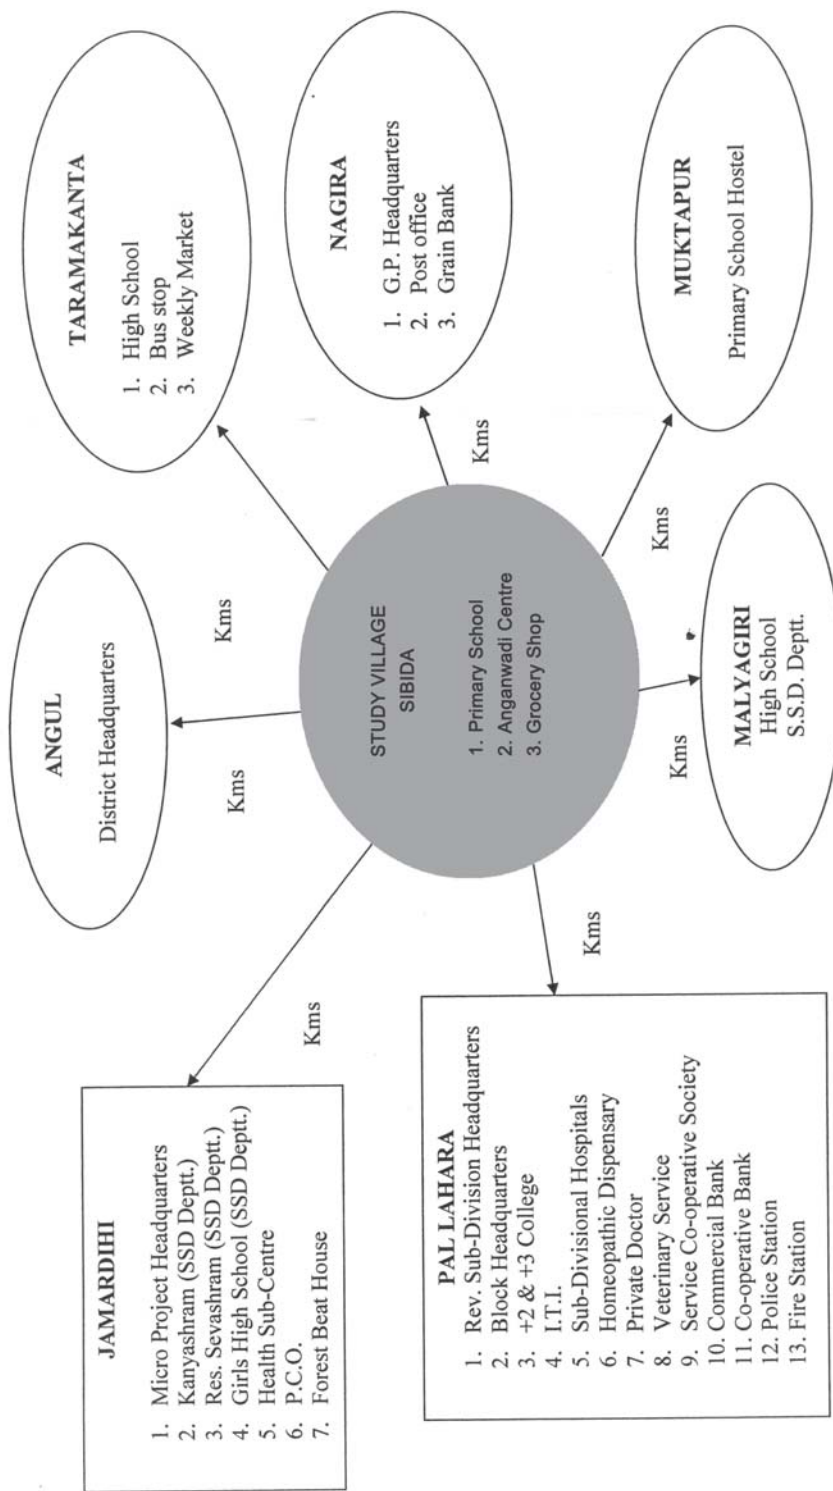 JAMARDIHI
1. Micro Project Headquarters
2. Kanyashram (SSD Deptt.)
3. Res. Sevashram (SSD Deptt.)
4. Girls High School (SSD Deptt.)
5. Health Sub-Centre
6. P.C.O.
7. Forest Beat House
Kms
ANGUL
District Headquarters
Kms
Kms
TARAMAKANTA
1. High School
2. Bus stop
3. Weekly Market
NAGIRA
1. G.P. Headquarters
2. Post office
3. Grain Bank
Kms
STUDY VILLAGE
SIBIDA
1. Primary School
2. Anganwadi Centre
3. Grocery Shop
PAL LAHARA
1. Rev. Sub-Division Headquarters
2. Block Headquarters
3. +2 & +3 College
4. I.T.I.
5. Sub-Divisional Hospitals
6. Homeopathic Dispensary
7. Private Doctor
8. Veterinary Service
9. Service Co-operative Society
10. Commercial Bank
11. Co-operative Bank
12. Police Station
13. Fire Station
Kms
Kms
MALYAGIRI
High School
S.S.D. Deptt.
Kms
MUKTAPUR
Primary School Hostel